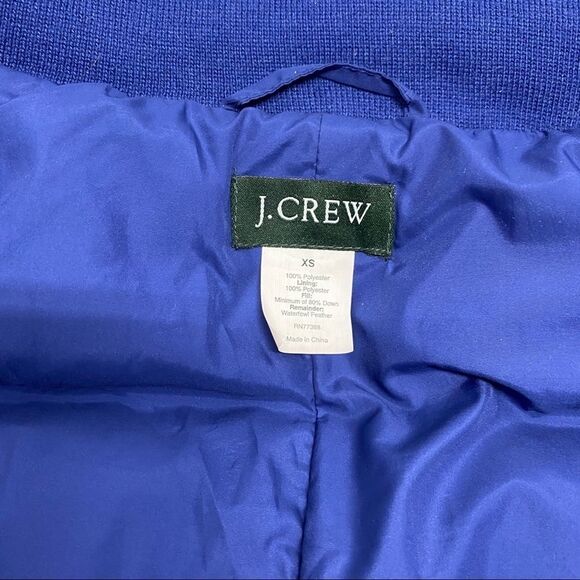 J.CREW
XS
100% Polyester
Lining:
100% Polyester
Fill:
Minimum of 80% Down
Remainder:
Waterfowl Feather
RN77388
Made in China